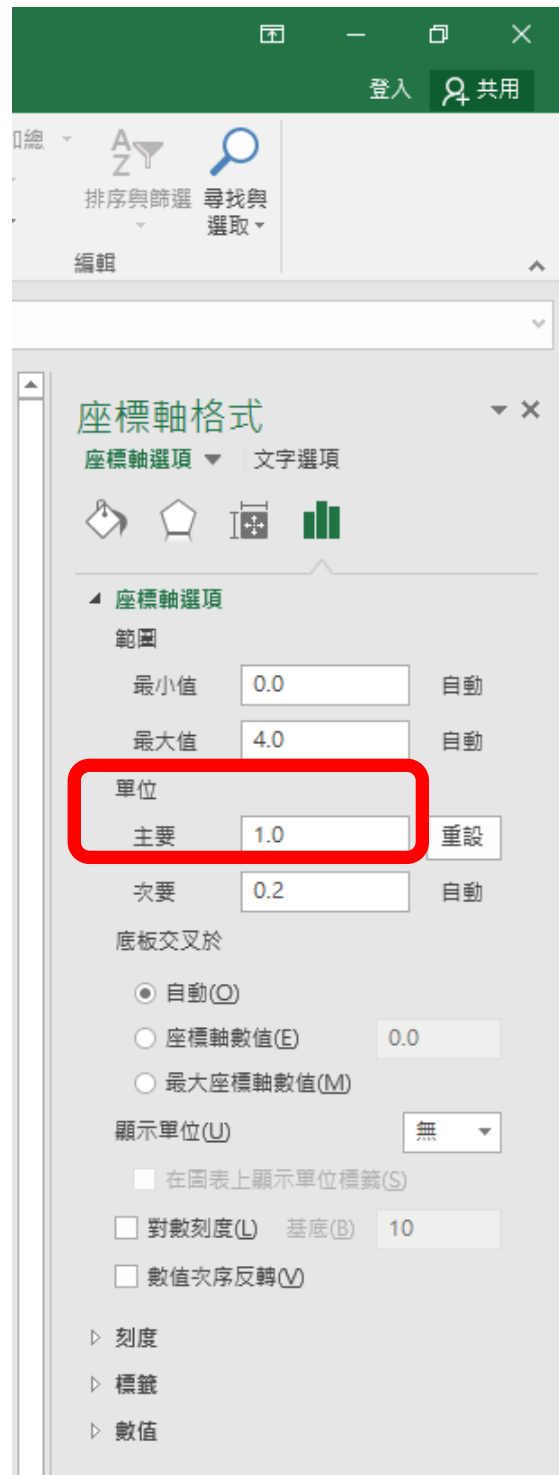 登入 共用
加總
排序與篩選 尋找與
選取
編輯
座標軸格式
座標軸選項 文字選項
座標軸選項
範圍
最小值 0.0 自動
最大值 4.0 自動
單位
主要 1.0 重設
次要 0.2 自動
底板交叉於
自動(O)
座標軸數值(E) 0.0
最大座標軸數值(M)
顯示單位(U) 無
在圖表上顯示單位標籤(S)
對數刻度(L) 基底(B) 10
數值次序反轉(V)
刻度
標籤
數值